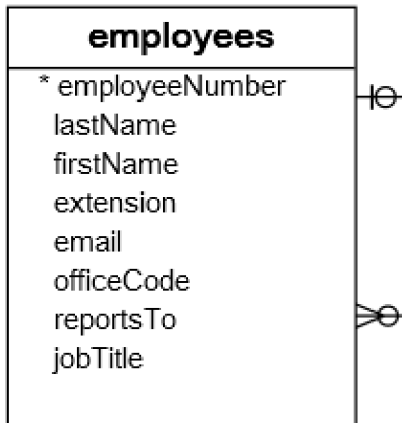 employees
* employeeNumber
lastName
firstName
extension
email
officeCode
reportsTo
jobTitle